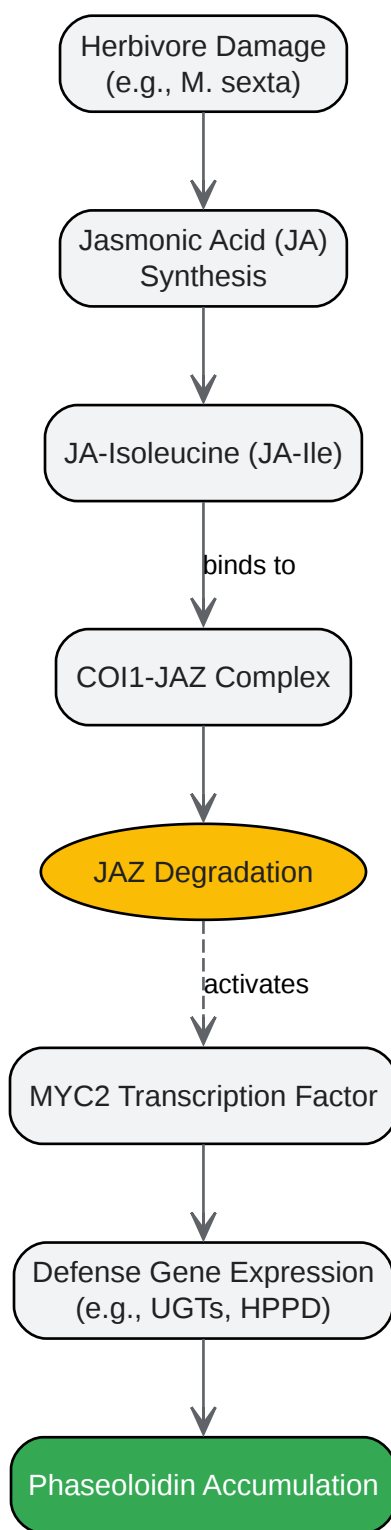 Herbivore Damage
(e.g., M. sexta)
Jasmonic Acid (JA)
Synthesis
JA-Isoleucine (JA-Ile)
binds to
COI1-JAZ Complex
JAZ Degradation
activates
MYC2 Transcription Factor
Defense Gene Expression
(e.g., UGTs, HPPD)
Phaseoloidin Accumulation